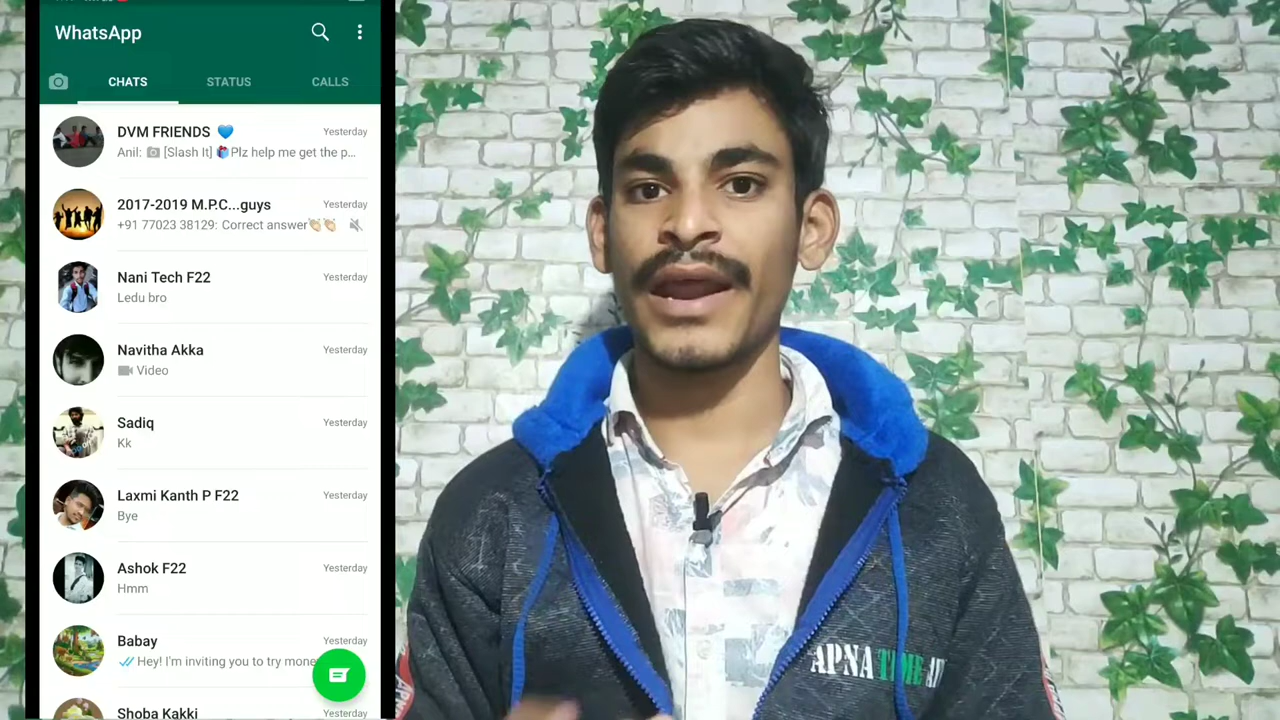 WhatsApp
CHATS
STATUS
CALLS
DVM FRIENDS 💙 Yesterday
Anil: 📷 [Slash It] 🎁Plz help me get the p...
2017-2019 M.P.C...guys Yesterday
+91 77023 38129: Correct answer👏👏
Nani Tech F22 Yesterday
Ledu bro
Navitha Akka Yesterday
Video
Sadiq Yesterday
Kk
Laxmi Kanth P F22 Yesterday
Bye
Ashok F22 Yesterday
Hmm
Babay Yesterday
Hey! I'm inviting you to try
Shoba Kakki Yesterday
APNA TIME